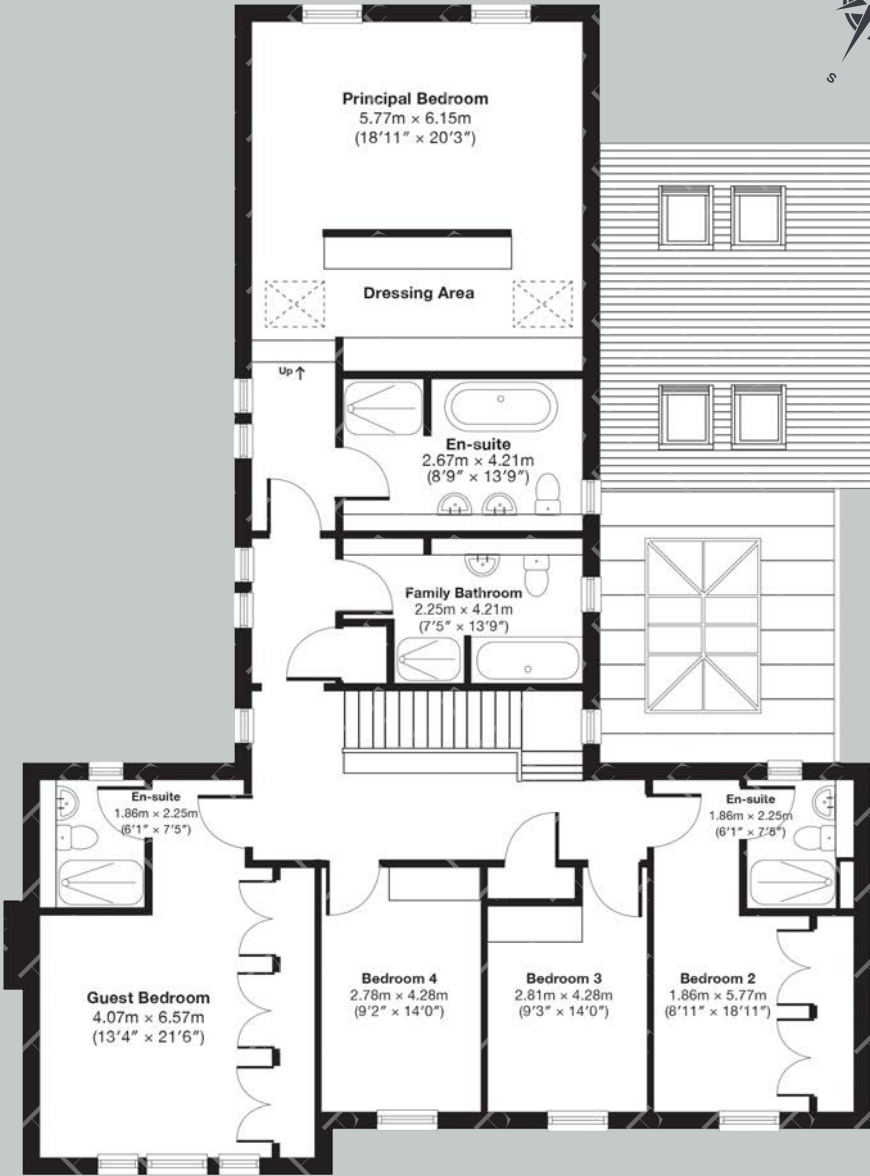 S
Principal Bedroom
5.77m × 6.15m
(18'11" × 20'3")
Dressing Area
Up ↑
En-suite
2.67m × 4.21m
(8'9" × 13'9")
Family Bathroom
2.25m × 4.21m
(7'5" × 13'9")
En-suite
1.86m × 2.25m
(6'1" × 7'5")
En-suite
1.86m × 2.25m
(6'1" × 7'5")
Guest Bedroom
4.07m × 6.57m
(13'4" × 21'6")
Bedroom 4
2.78m × 4.28m
(9'2" × 14'0")
Bedroom 3
2.81m × 4.28m
(9'3" × 14'0")
Bedroom 2
1.86m × 5.77m
(8'11" × 18'11")